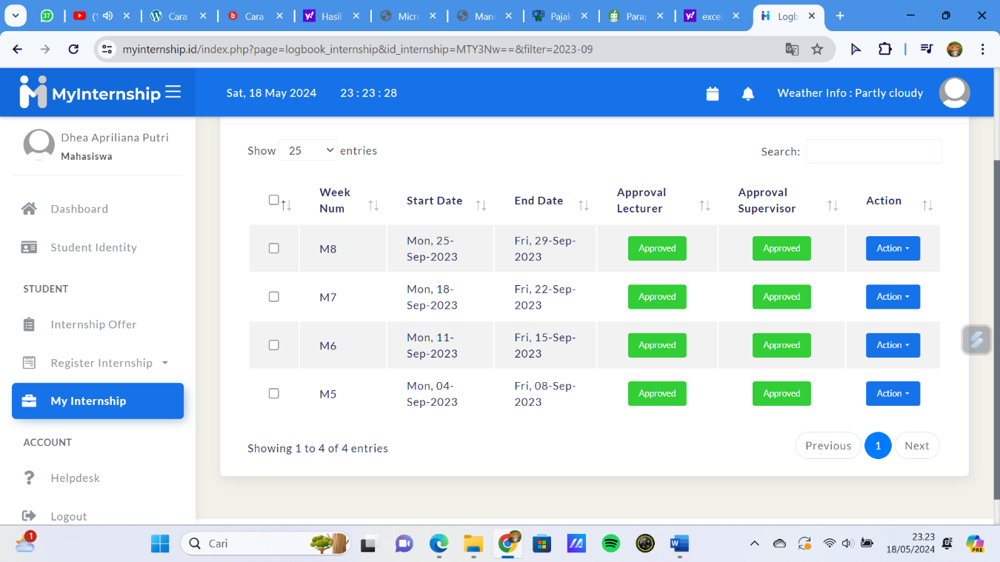 37
(1
Cara
Cara
Hasil
Micr
Man
Pajak
Parap
excel
Logb
myinternship.id/index.php?page=logbook_internship&id_internship=MTY3Nw==&filter=2023-09
MyInternship
Sat, 18 May 2024 23 : 23 : 28
Weather Info : Partly cloudy
Dhea Apriliana Putri
Mahasiswa
Dashboard
Student Identity
STUDENT
Internship Offer
Register Internship
My Internship
ACCOUNT
Helpdesk
Logout
Show 25 entries
Search:
Week Num Start Date End Date Approval Lecturer Approval Supervisor Action
M8 Mon, 25-Sep-2023 Fri, 29-Sep-2023 Approved Approved Action
M7 Mon, 18-Sep-2023 Fri, 22-Sep-2023 Approved Approved Action
M6 Mon, 11-Sep-2023 Fri, 15-Sep-2023 Approved Approved Action
M5 Mon, 04-Sep-2023 Fri, 08-Sep-2023 Approved Approved Action
Showing 1 to 4 of 4 entries
Previous 1 Next
1
Cari
23.23
18/05/2024
PRE